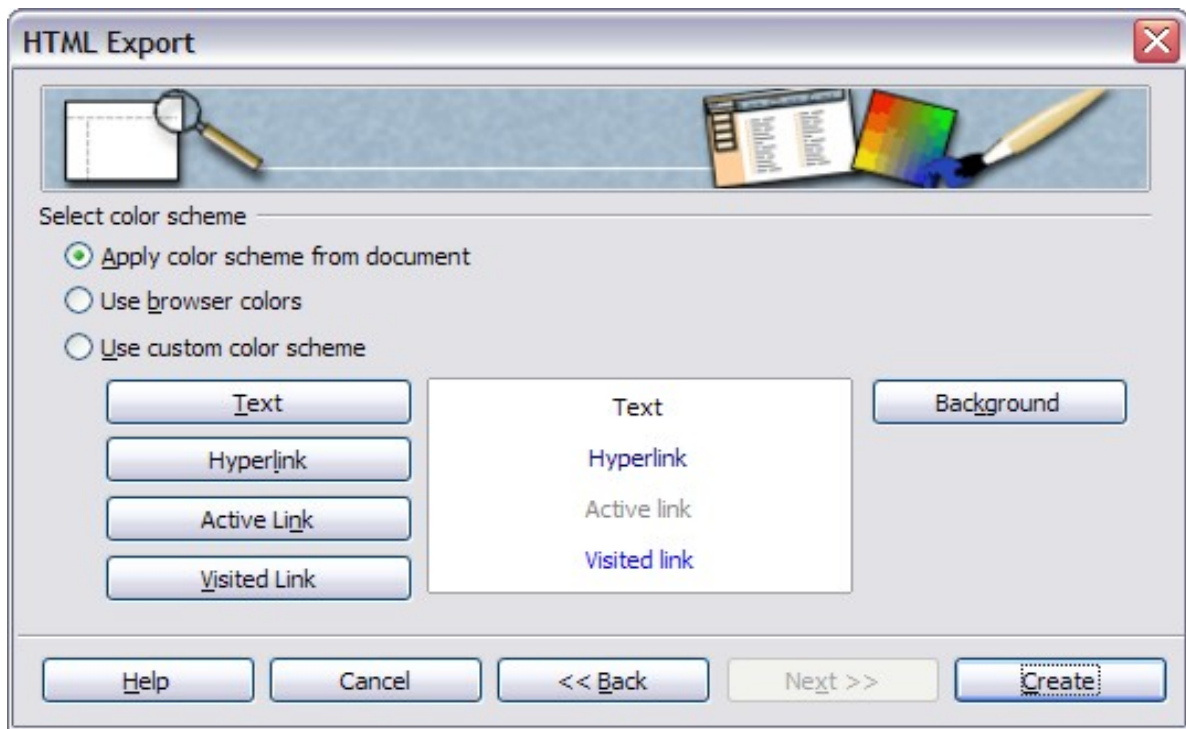 HTML Export
Select color scheme
Apply color scheme from document
Use browser colors
Use custom color scheme
Text
Hyperlink
Active Link
Visited Link
Text
Hyperlink
Active link
Visited link
Background
Help
Cancel
<< Back
Next >>
Create